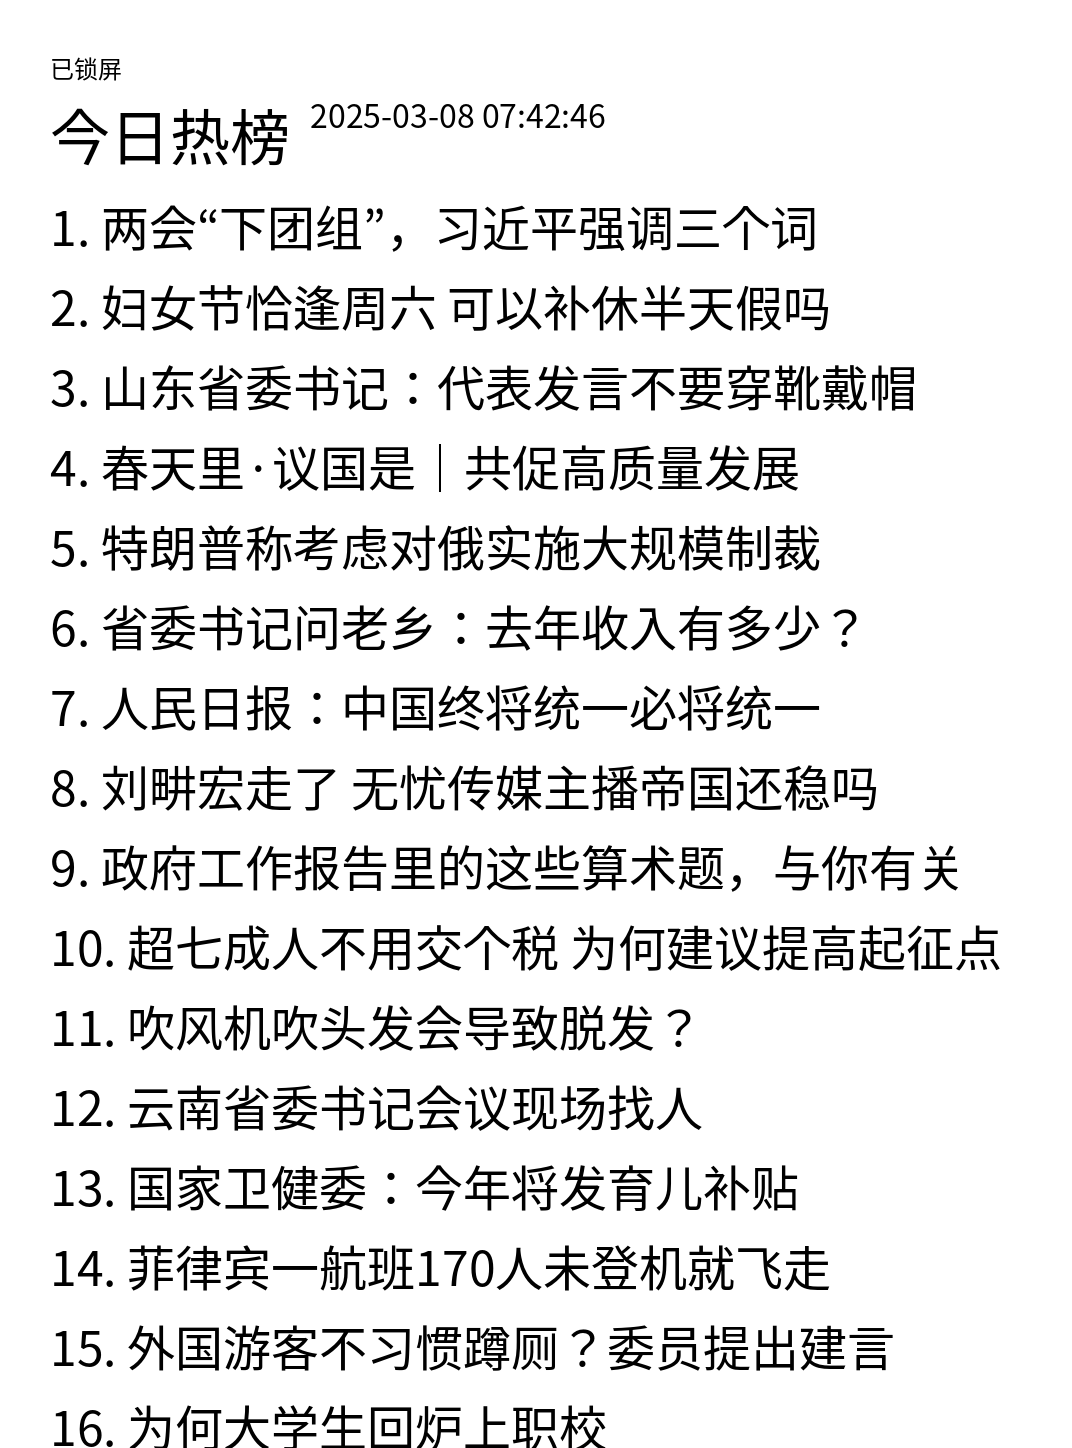 已锁屏
今日热榜 2025-03-08 07:42:46
1. 两会“下团组”，习近平强调三个词
2. 妇女节恰逢周六 可以补休半天假吗
3. 山东省委书记：代表发言不要穿靴戴帽
4. 春天里·议国是｜共促高质量发展
5. 特朗普称考虑对俄实施大规模制裁
6. 省委书记问老乡：去年收入有多少？
7. 人民日报：中国终将统一必将统一
8. 刘畊宏走了 无忧传媒主播帝国还稳吗
9. 政府工作报告里的这些算术题，与你有关
10. 超七成人不用交个税 为何建议提高起征点
11. 吹风机吹头发会导致脱发？
12. 云南省委书记会议现场找人
13. 国家卫健委：今年将发育儿补贴
14. 菲律宾一航班170人未登机就飞走
15. 外国游客不习惯蹲厕？委员提出建言
16. 为何大学生回炉上职校